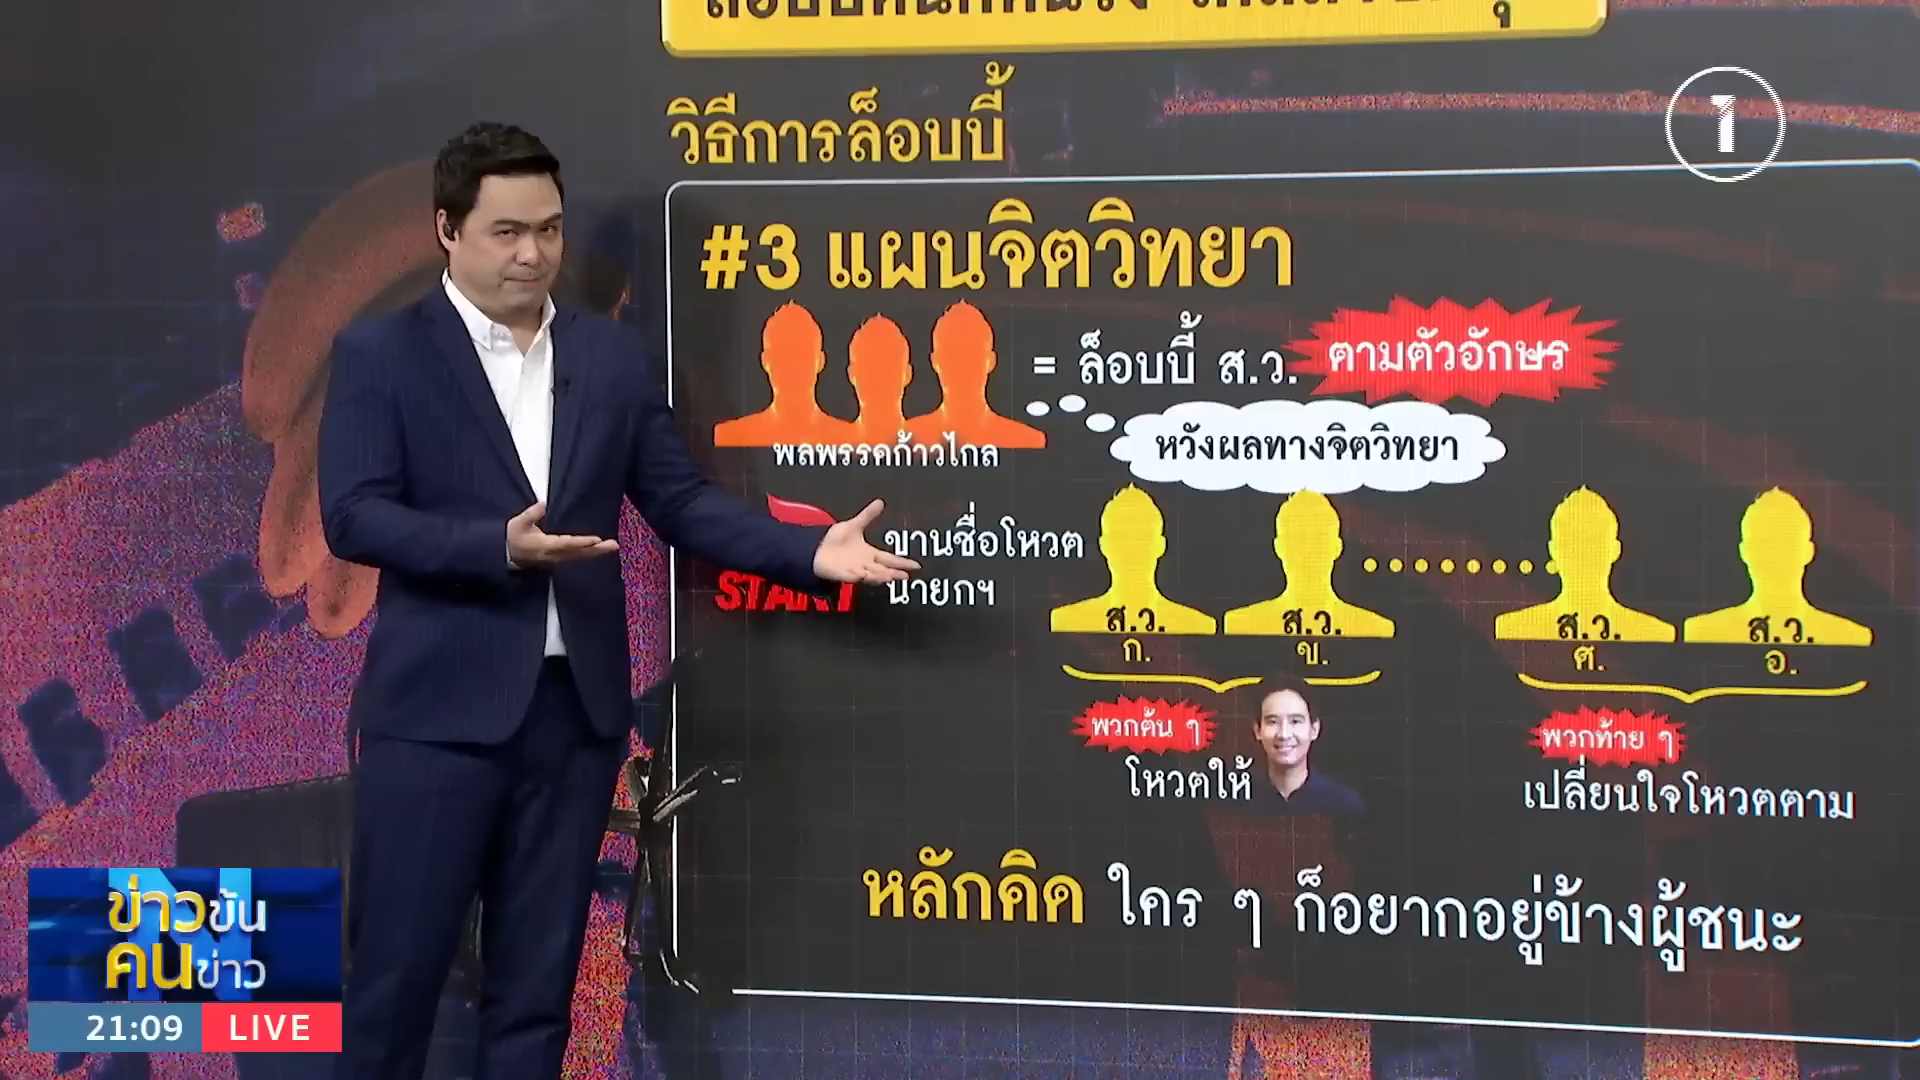 วิธีการล็อบบี้
#3 แผนจิตวิทยา
= ล็อบบี้ ส.ว. ตามตัวอักษร
หวังผลทางจิตวิทยา
พลพรรคก้าวไกล
START
ขานชื่อโหวต
นายกฯ
ส.ว. ส.ว. ส.ว. ส.ว.
ก. ข. ศ. อ.
พวกต้น ๆ
โหวตให้
พวกท้าย ๆ
เปลี่ยนใจโหวตตาม
หลักคิด ใคร ๆ ก็อยากอยู่ข้างผู้ชนะ
1
ข่าวข้น
คนข่าว
21:09 LIVE